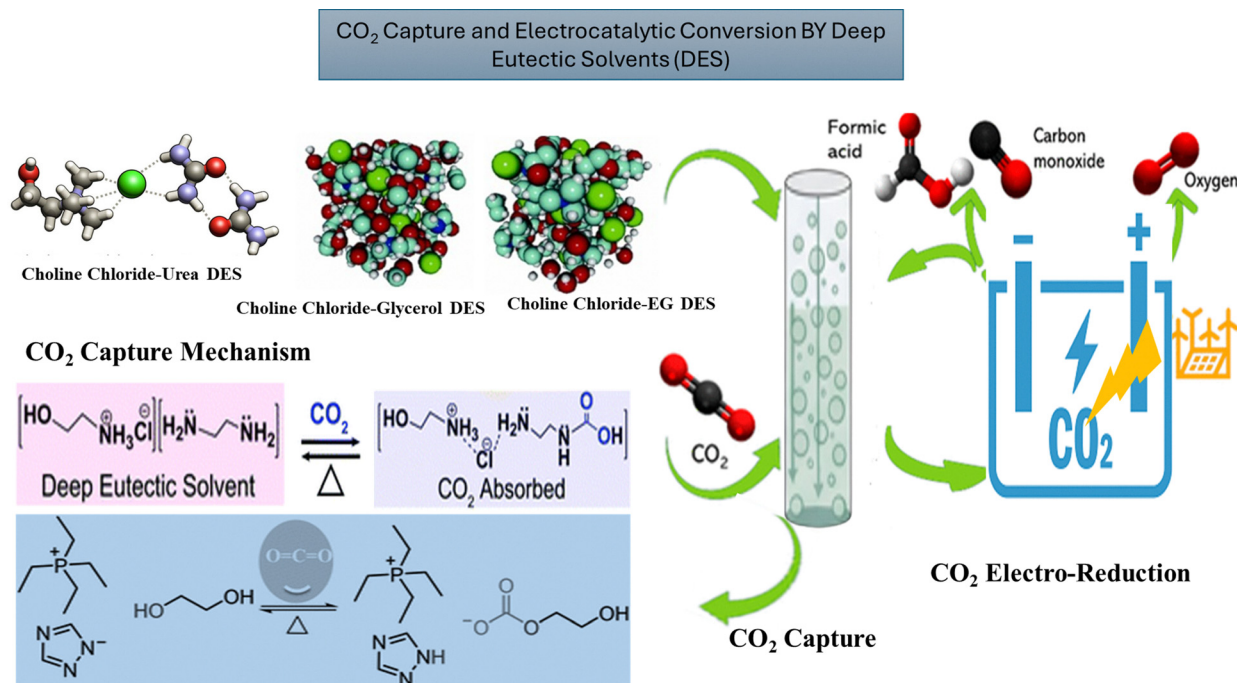 CO₂ Capture and Electrocatalytic Conversion BY Deep
Eutectic Solvents (DES)
Formic
acid
Carbon
monoxide
Oxygen
Choline Chloride-Urea DES
Choline Chloride-Glycerol DES
Choline Chloride-EG DES
CO₂ Capture Mechanism
HO
⊕
NH₃
⊖
Cl
H₂N̈
N̈H₂
Deep Eutectic Solvent
CO₂
△
HO
⊕
NH₃
⊖
Cl
H₂N̈
N̈
H
O
OH
CO₂ Absorbed
CO₂
-
+
CO₂
+
P
N
N
N⁻
HO
OH
O=C=O
△
+
P
N
N
NH
O
⁻O
O
OH
CO₂ Capture
CO₂ Electro-Reduction